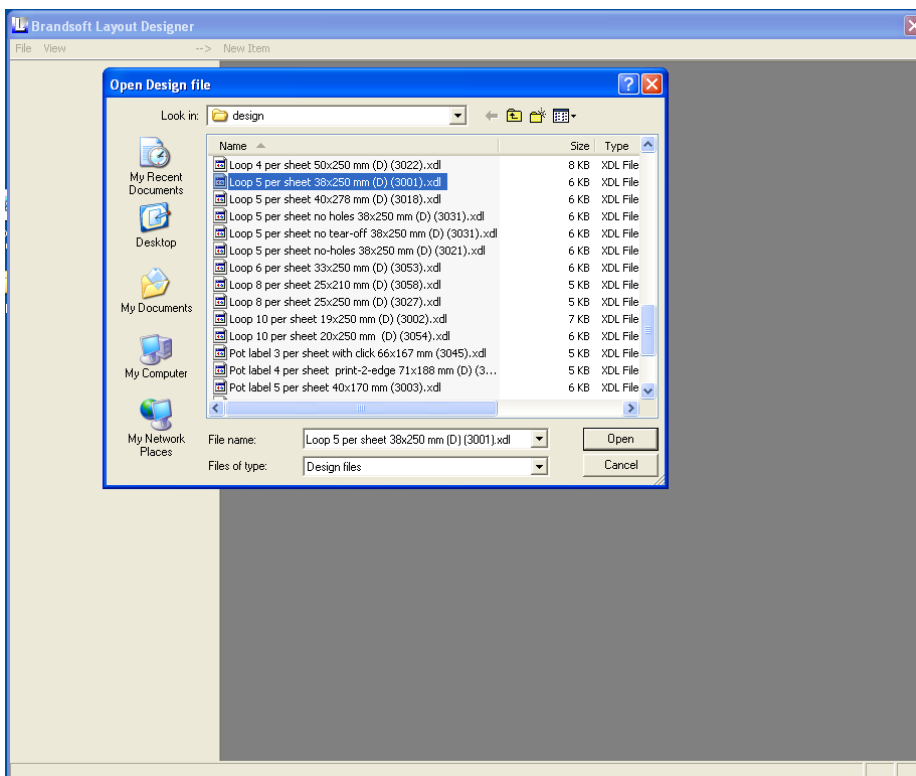 Brandsoft Layout Designer
File View --> New Item
Open Design file
Look in: design
My Recent Documents
Desktop
My Documents
My Computer
My Network Places
Name Size Type
Loop 4 per sheet 50x250 mm (D) (3022).xdl 8 KB XDL File
Loop 5 per sheet 38x250 mm (D) (3001).xdl 6 KB XDL File
Loop 5 per sheet 40x278 mm (D) (3018).xdl 6 KB XDL File
Loop 5 per sheet no holes 38x250 mm (D) (3031).xdl 6 KB XDL File
Loop 5 per sheet no tear-off 38x250 mm (D) (3031).xdl 6 KB XDL File
Loop 5 per sheet no-holes 38x250 mm (D) (3021).xdl 6 KB XDL File
Loop 6 per sheet 33x250 mm (D) (3053).xdl 6 KB XDL File
Loop 8 per sheet 25x210 mm (D) (3058).xdl 5 KB XDL File
Loop 8 per sheet 25x250 mm (D) (3027).xdl 5 KB XDL File
Loop 10 per sheet 19x250 mm (D) (3002).xdl 7 KB XDL File
Loop 10 per sheet 20x250 mm (D) (3054).xdl 6 KB XDL File
Pot label 3 per sheet with click 66x167 mm (3045).xdl 5 KB XDL File
Pot label 4 per sheet print-2-edge 71x188 mm (D) (3... 5 KB XDL File
Pot label 5 per sheet 40x170 mm (3003).xdl 6 KB XDL File
File name: Loop 5 per sheet 38x250 mm (D) (3001).xdl Open
Files of type: Design files Cancel